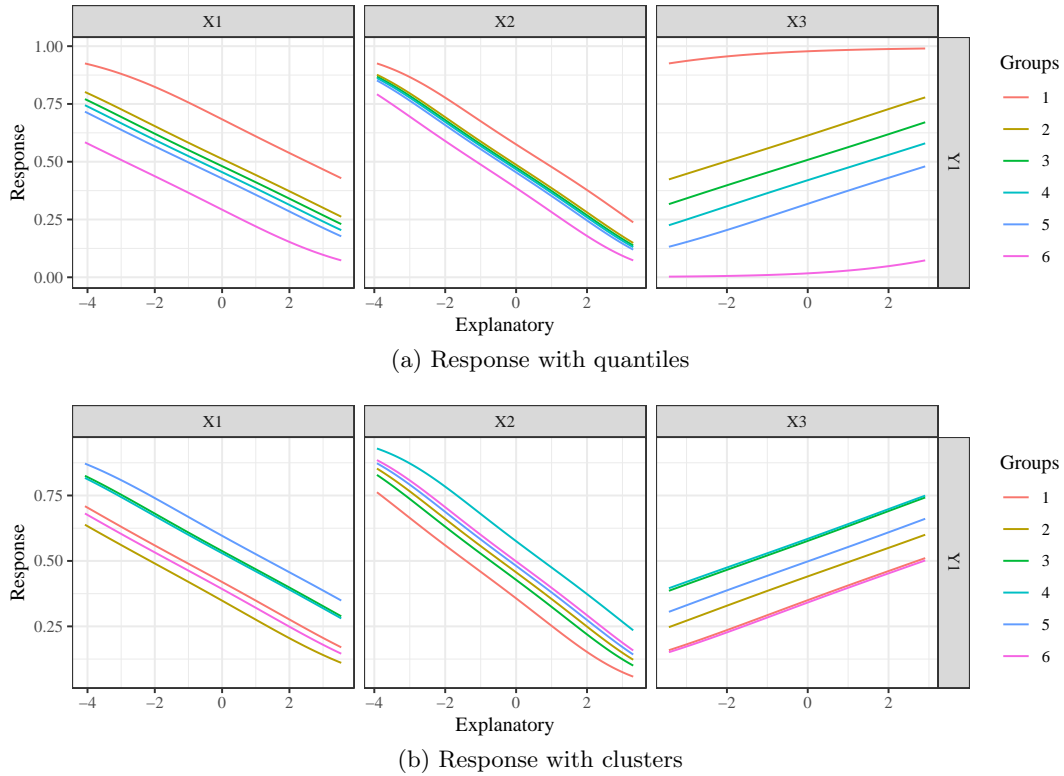 X1 X2 X3
1.00
0.75
0.50
0.25
0.00
Response
Y1
Groups
1
2
3
4
5
6
−4 −2 0 2 −4 −2 0 2 −2 0 2
Explanatory
(a) Response with quantiles
X1 X2 X3
0.75
0.50
0.25
Response
Y1
Groups
1
2
3
4
5
6
−4 −2 0 2 −4 −2 0 2 −2 0 2
Explanatory
(b) Response with clusters